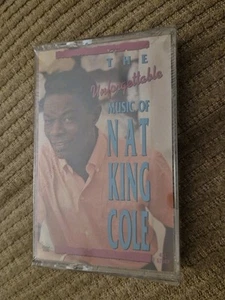 THE
Unforgettable
MUSIC OF
NAT
KING
COLE